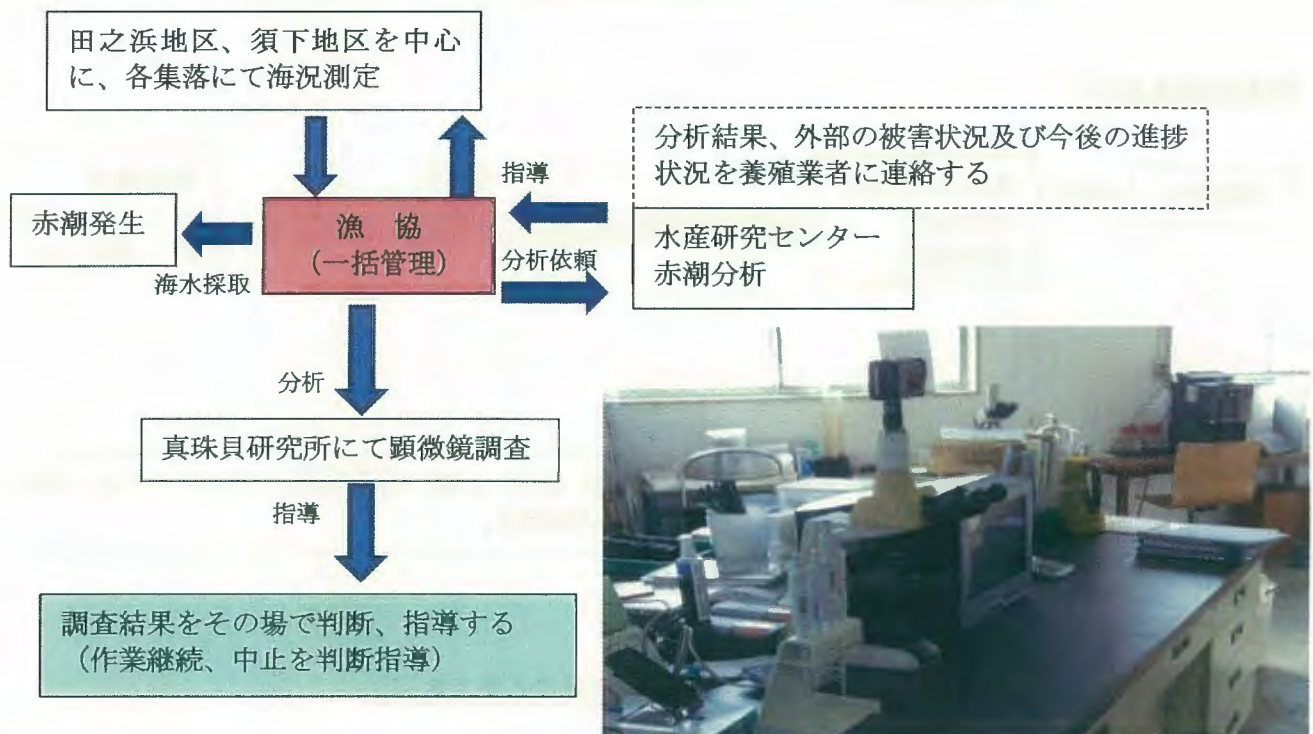 田之浜地区、須下地区を中心
に、各集落にて海況測定
分析結果、外部の被害状況及び今後の進捗
状況を養殖業者に連絡する
指導
赤潮発生
漁 協
(一括管理)
水産研究センター
赤潮分析
海水採取
分析依頼
分析
真珠貝研究所にて顕微鏡調査
指導
調査結果をその場で判断、指導する
(作業継続、中止を判断指導)